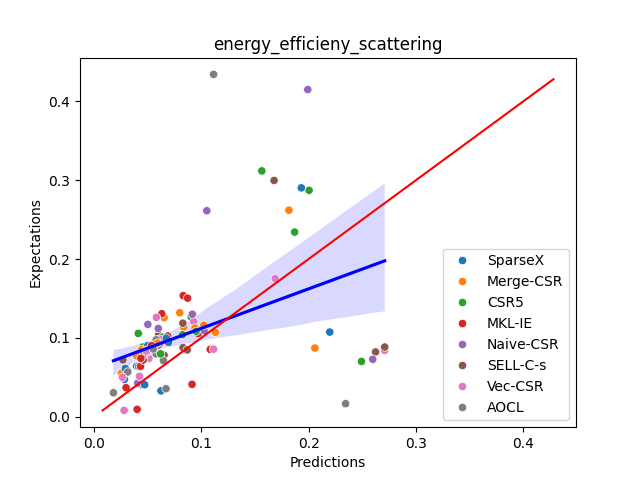 energy_efficieny_scattering
Expectations
0.4
0.3
0.2
0.1
0.0
0.0 0.1 0.2 0.3 0.4
Predictions
SparseX
Merge-CSR
CSR5
MKL-IE
Naive-CSR
SELL-C-s
Vec-CSR
AOCL